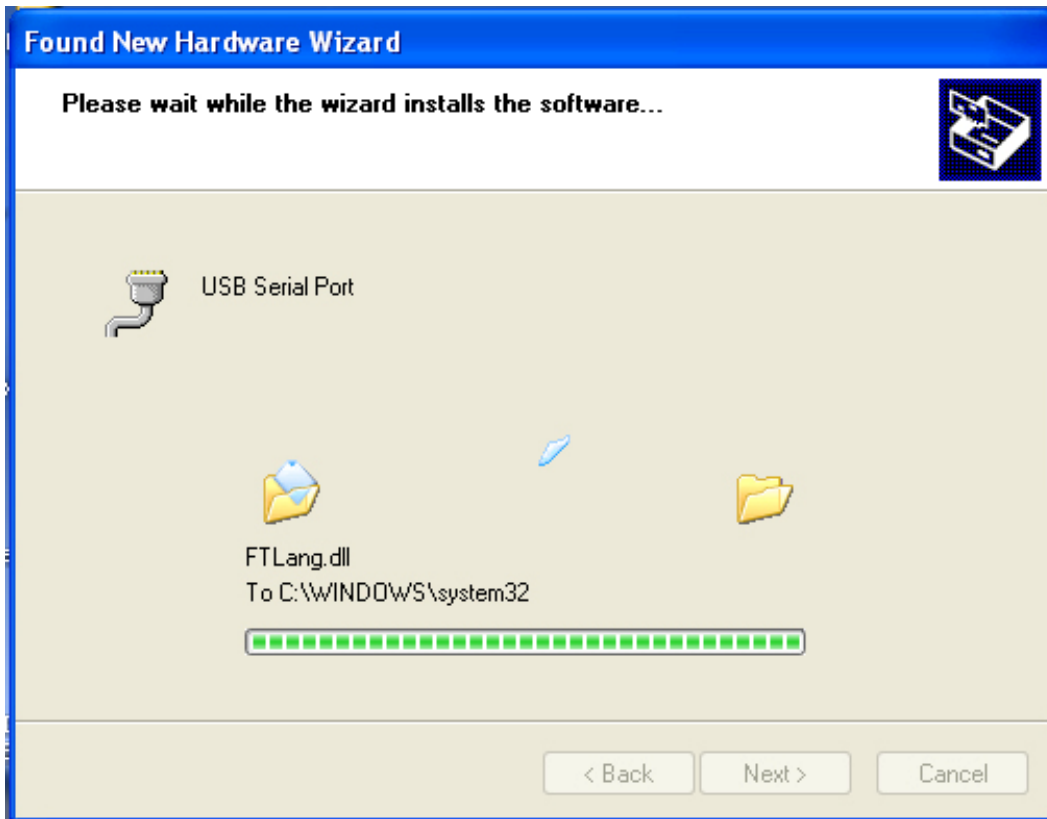 Found New Hardware Wizard
Please wait while the wizard installs the software...
USB Serial Port
FTLang.dll
To C:\WINDOWS\system32
< Back
Next >
Cancel